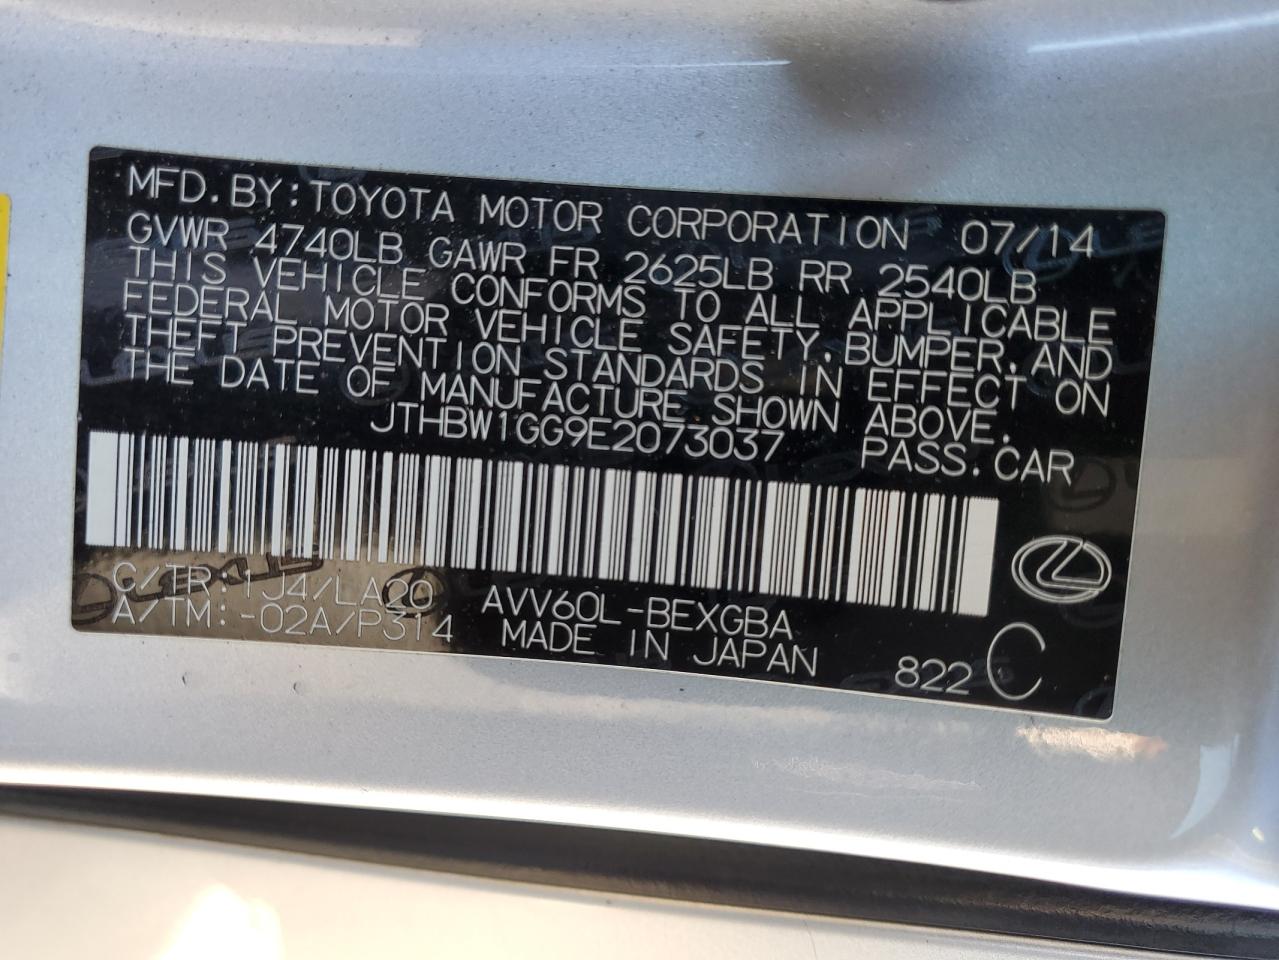 MFD. BY: TOYOTA MOTOR CORPORATION 07/14
GVWR 4740LB GAWR FR 2625LB RR 2540LB
THIS VEHICLE CONFORMS TO ALL APPLICABLE
FEDERAL MOTOR VEHICLE SAFETY, BUMPER, AND
THEFT PREVENTION STANDARDS IN EFFECT ON
THE DATE OF MANUFACTURE SHOWN ABOVE.
JTHBW1GG9E2073037 PASS. CAR
C/TR: 1J4/LA20 AVV60L-BEXGBA
A/TM: -02A/P314 MADE IN JAPAN 822 C
LEXUS